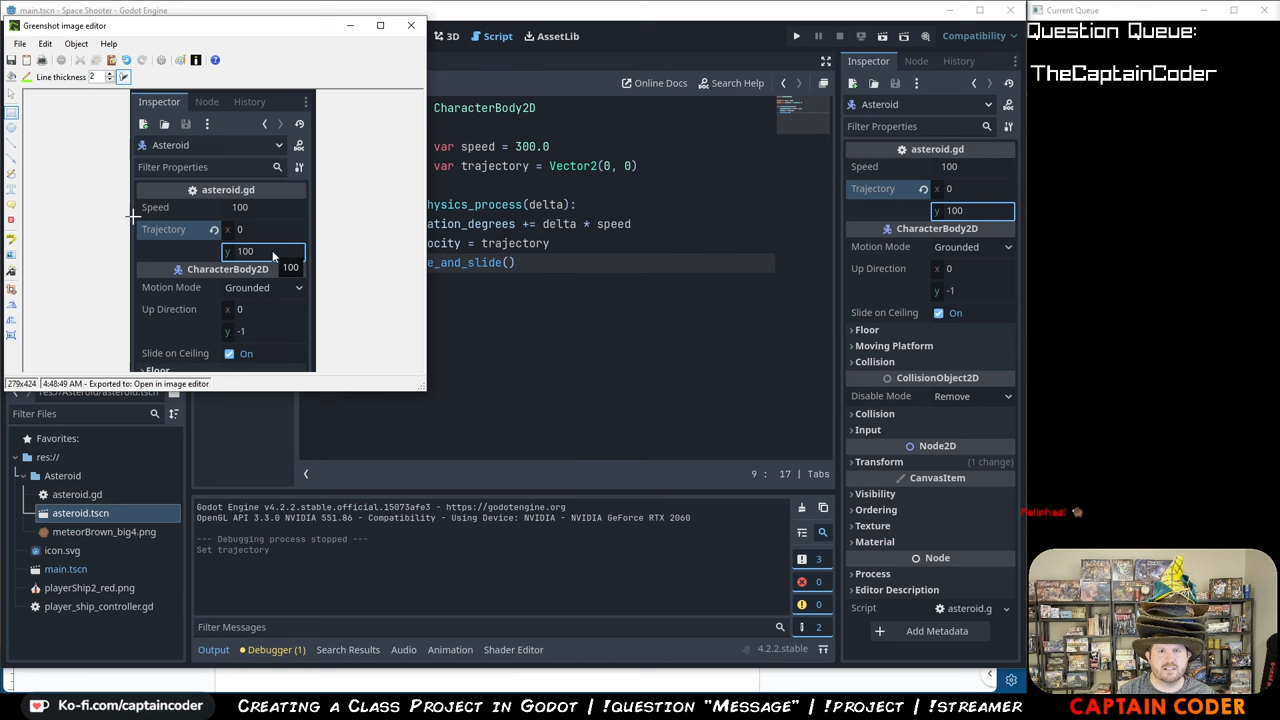 main.tscn - Space Shooter - Godot Engine
Current Queue
Greenshot image editor
File Edit Object Help
Line thickness 2
3D Script AssetLib
Compatibility
Question Queue:
TheCaptainCoder
Inspector Node History
Asteroid
Filter Properties
asteroid.gd
Speed 100
Trajectory x 0
y 100
100
CharacterBody2D
Motion Mode Grounded
Up Direction x 0
y -1
Slide on Ceiling On
Floor
279x424 4:48:49 AM - Exported to: Open in image editor
Online Docs Search Help
CharacterBody2D
var speed = 300.0
var trajectory = Vector2(0, 0)
hysics_process(delta):
ation_degrees += delta * speed
ocity = trajectory
e_and_slide()
9 : 17 | Tabs
Inspector Node History
Asteroid
Filter Properties
asteroid.gd
Speed 100
Trajectory x 0
y 100
CharacterBody2D
Motion Mode Grounded
Up Direction x 0
y -1
Slide on Ceiling On
Floor
Moving Platform
Collision
CollisionObject2D
Disable Mode Remove
Collision
Input
Node2D
Transform (1 change)
CanvasItem
Visibility
Ordering
Texture
Material
Node
Process
Editor Description
Script asteroid.g
Add Metadata
res://Asteroid/asteroid.tscn
Filter Files
Favorites:
res://
Asteroid
asteroid.gd
asteroid.tscn
meteorBrown_big4.png
icon.svg
main.tscn
playerShip2_red.png
player_ship_controller.gd
Godot Engine v4.2.2.stable.official.15073afe3 - https://godotengine.org
OpenGL API 3.3.0 NVIDIA 551.86 - Compatibility - Using Device: NVIDIA - NVIDIA GeForce RTX 2060
--- Debugging process stopped ---
Set trajectory
3
0
0
2
Filter Messages
Output Debugger (1) Search Results Audio Animation Shader Editor
4.2.2.stable
Ko-fi.com/captaincoder
Creating a Class Project on Godot | !question "Message" | !project | !streamer
CAPTAIN CODER